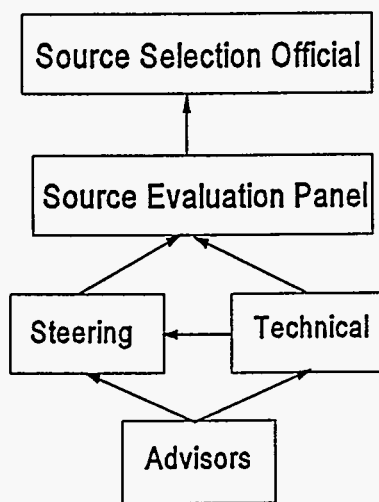 Source Selection Official
Source Evaluation Panel
Steering
Technical
Advisors